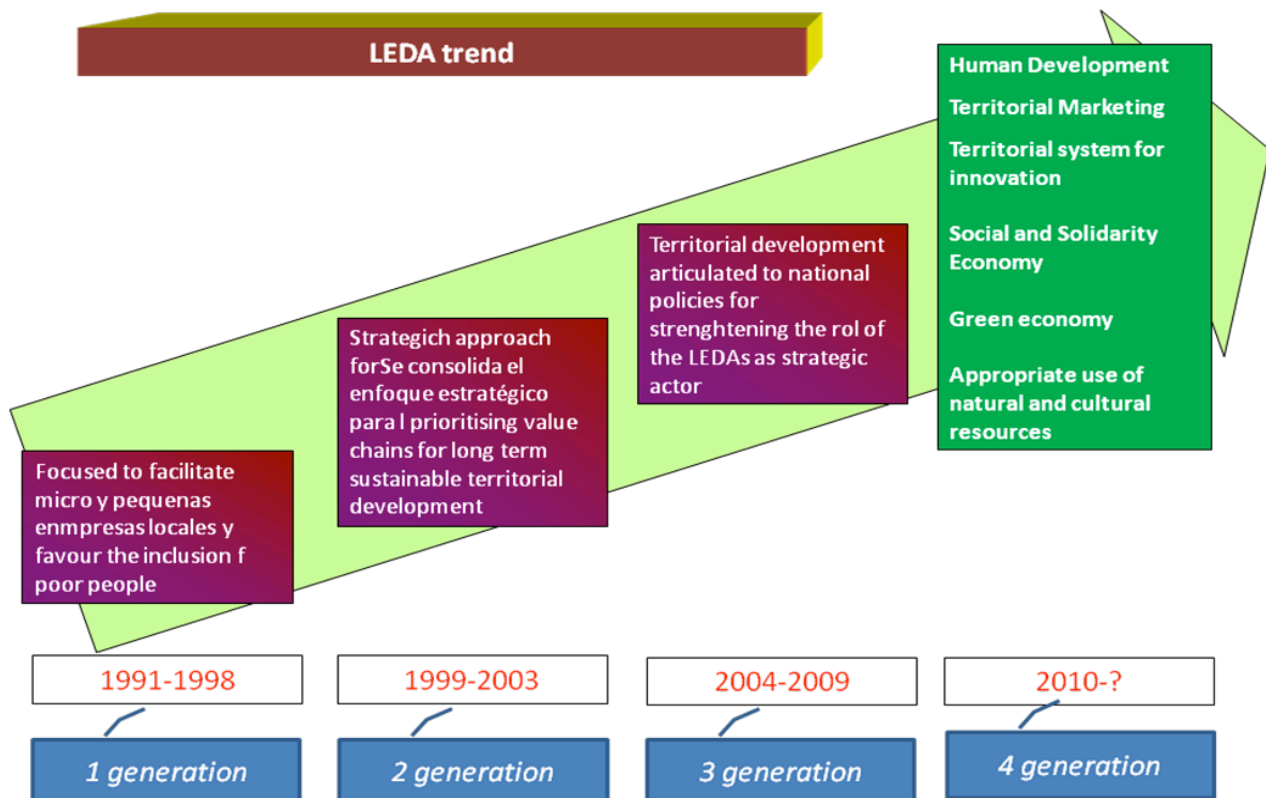 LEDA trend
Human Development
Territorial Marketing
Territorial system for
innovation
Social and Solidarity
Economy
Green economy
Appropriate use of
natural and cultural
resources
Territorial development
articulated to national
policies for
strenghtening the rol of
the LEDAs as strategic
actor
Strategich approach
forSe consolida el
enfoque estratégico
para l prioritising value
chains for long term
sustainable territorial
development
Focused to facilitate
micro y pequenas
enmpresas locales y
favour the inclusion f
poor people
1991-1998
1999-2003
2004-2009
2010-?
1 generation
2 generation
3 generation
4 generation